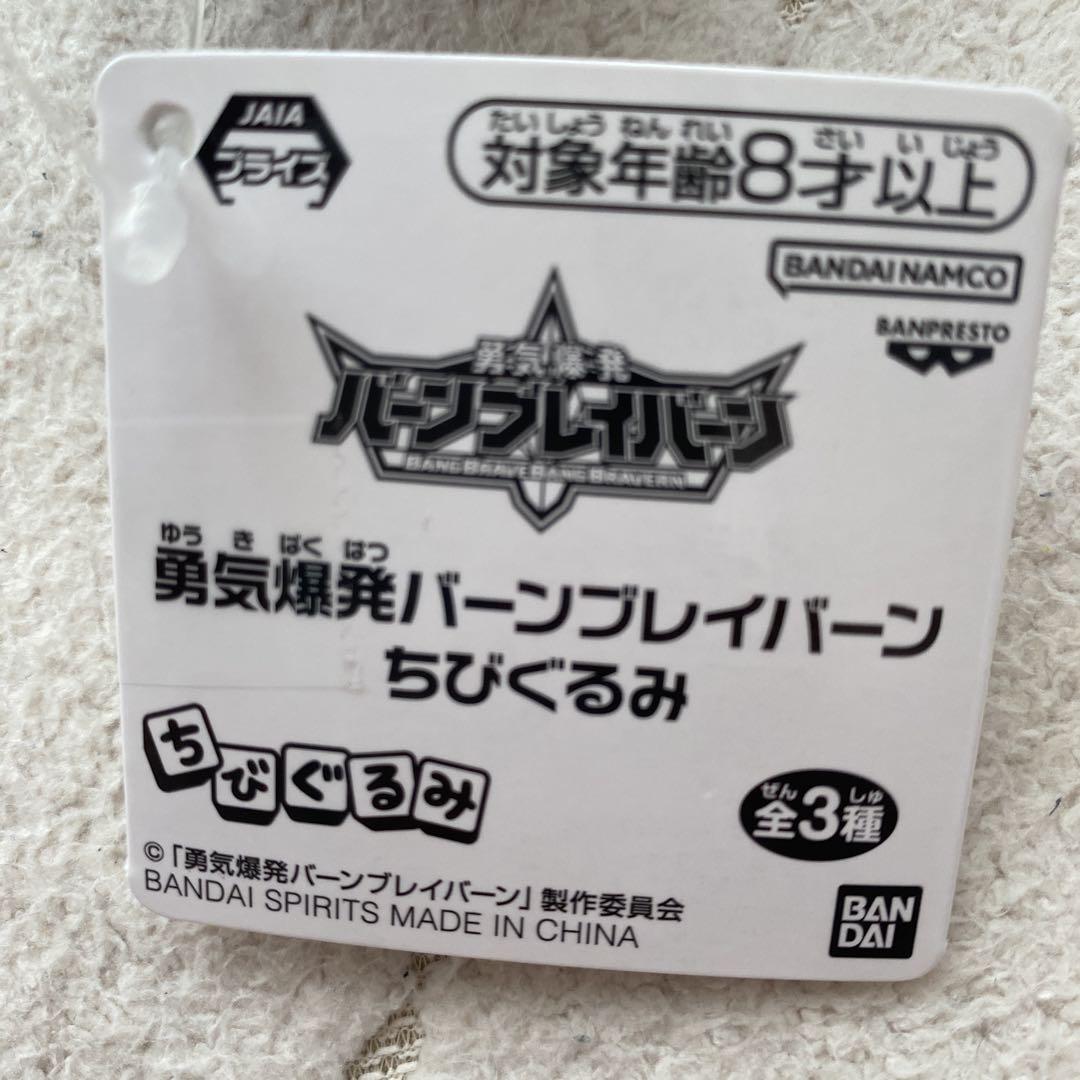 JAIA
プライズ
たいしょうねんれい さい いじょう
対象年齢8才以上
BANDAI NAMCO
BANPRESTO
勇気爆発
バーンブレイバーン
BANG BRAVE BANG BRAVERN
ゆう き ばく はつ
勇気爆発バーンブレイバーン
ちびぐるみ
ちびぐるみ
ぜん しゅ
全3種
©「勇気爆発バーンブレイバーン」製作委員会
BANDAI SPIRITS MADE IN CHINA
BAN
DAI